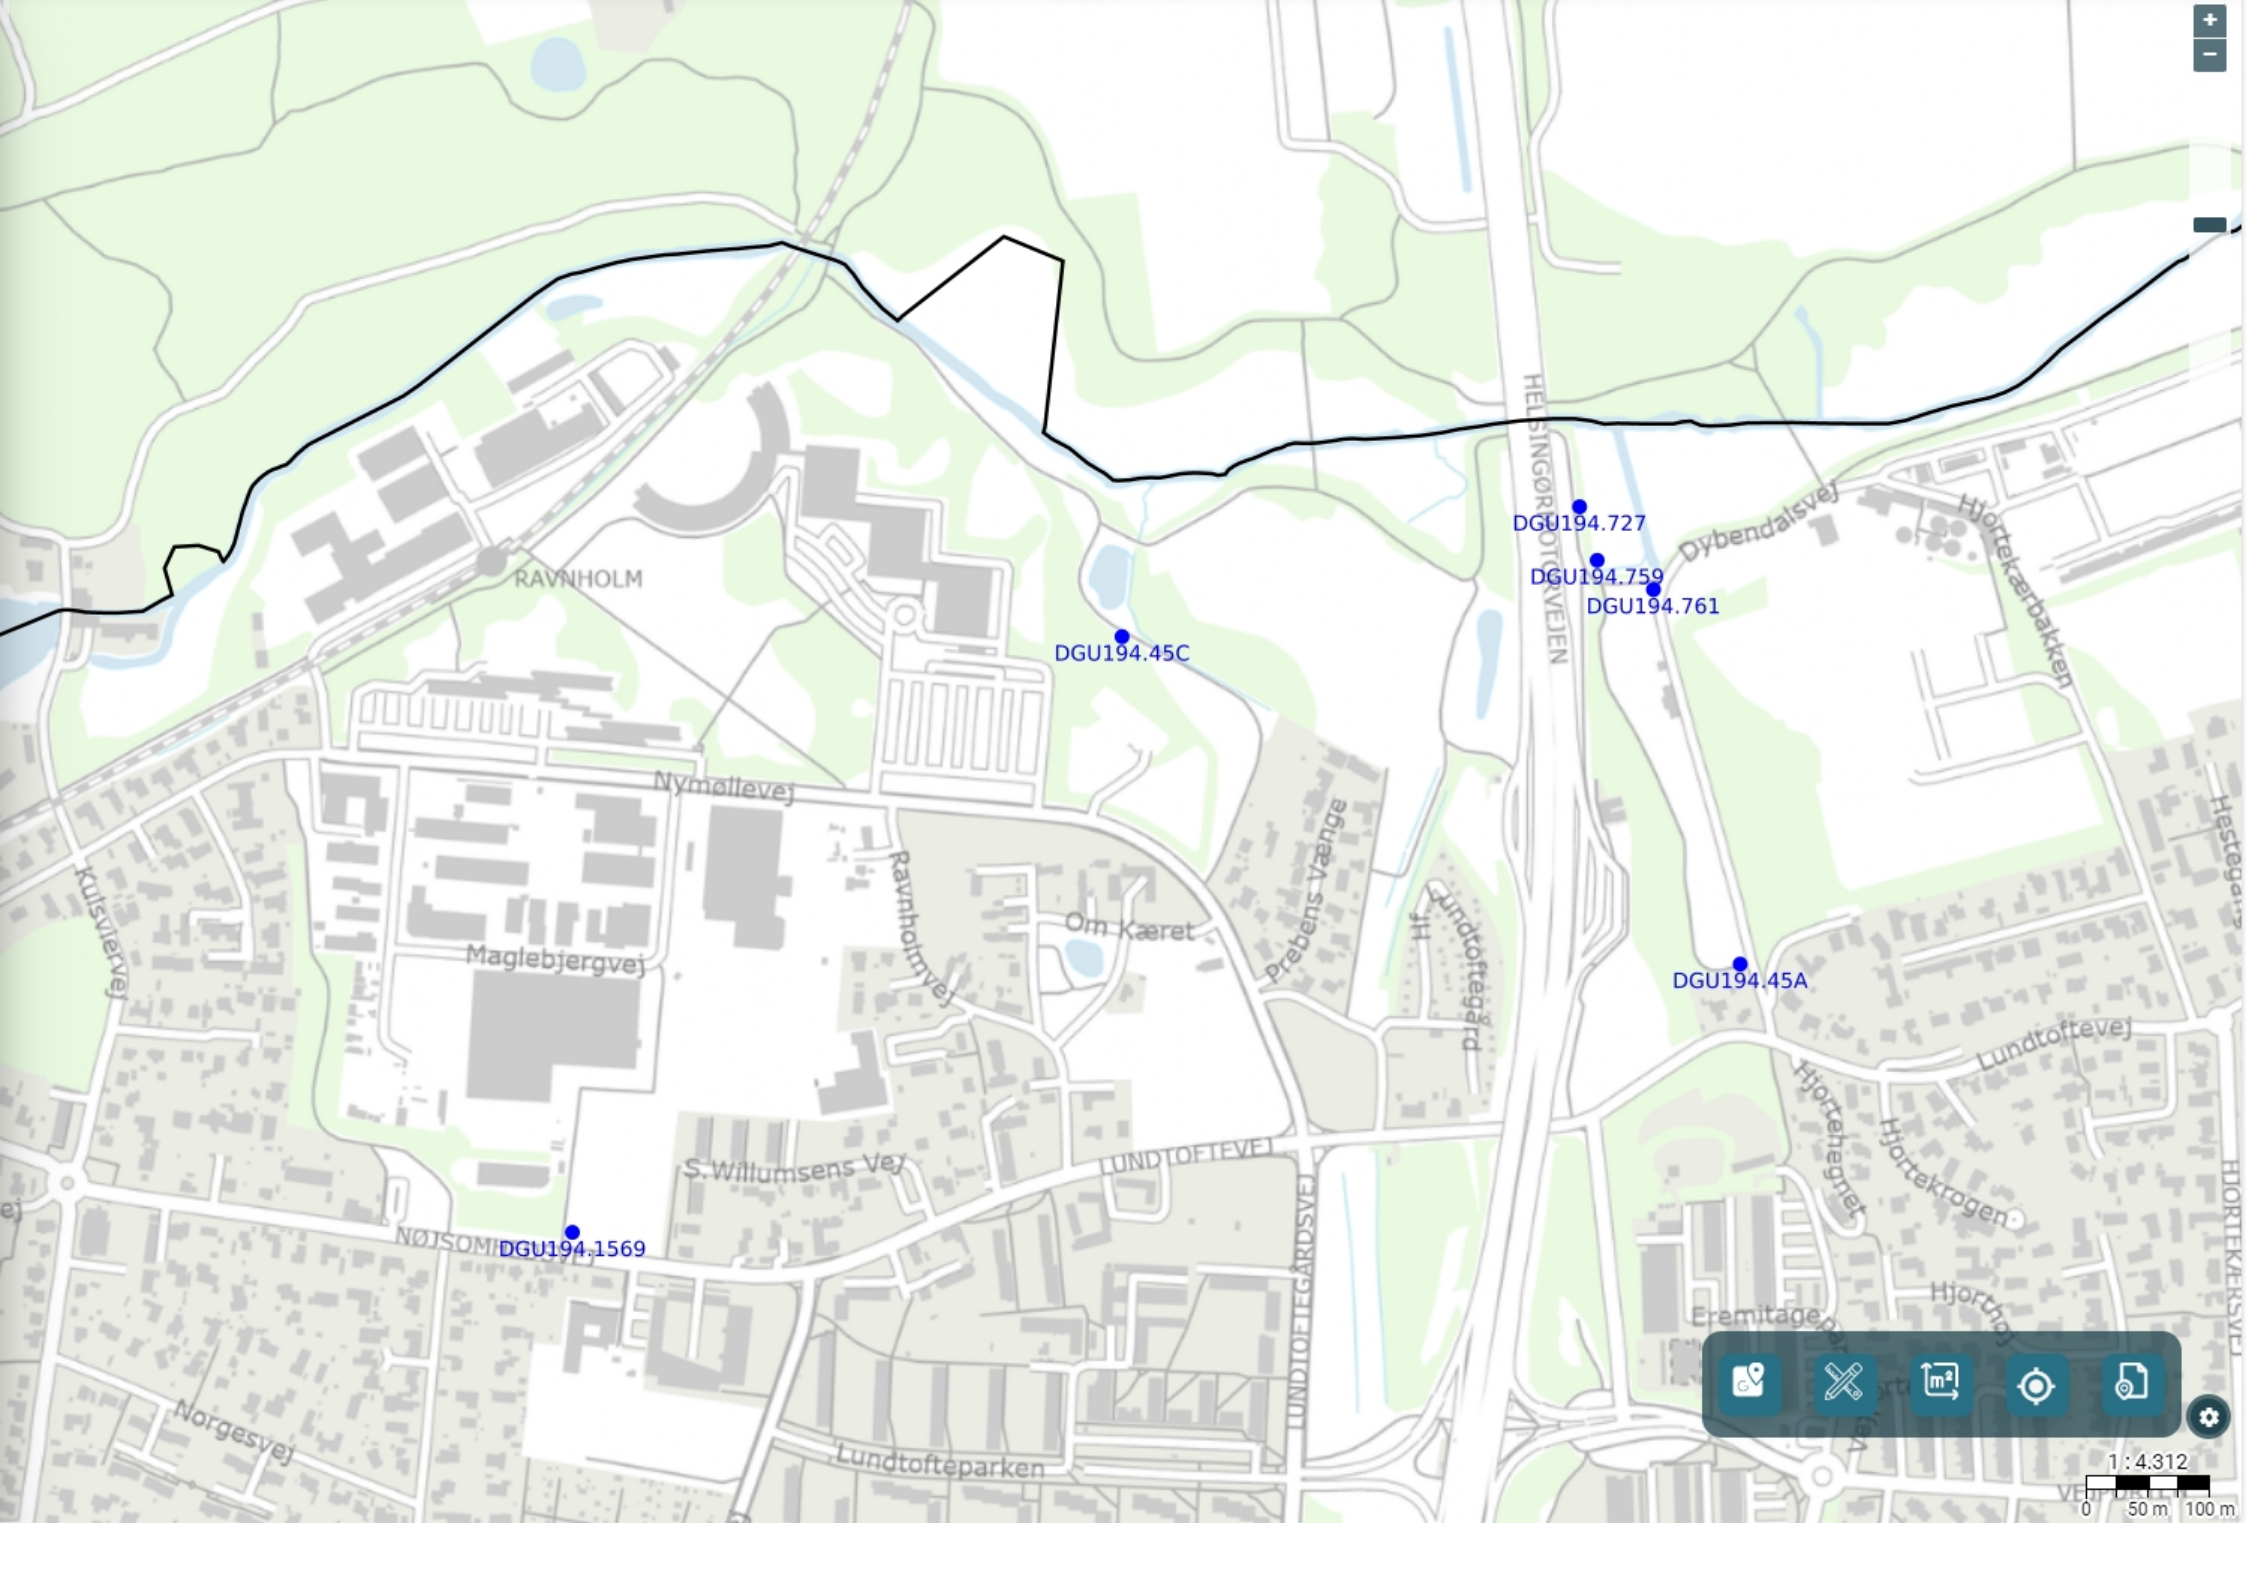 +
−
HELSINGØRMOTORVEJEN
DGU194.727
Dybendalsvej
Hjortekærbakken
RAVNHOLM
DGU194.759
DGU194.761
DGU194.45C
Nymøllevej
Prebens Vænge
Kulsviervej
Ravnholmvej
Om Kæret
Hf
Lundtoftegård
Maglebjergvej
DGU194.45A
Lundtoftevej
Hjortehegnet
Hjortekrogen
LUNDTOFTEVEJ
S.Willumsens Vej
LUNDTOFTEGÅRDSVEJ
HJORTEKÆRSVEJ
DGU194.1569
Norgesvej
Lundtofteparken
m²
1 : 4.312
0 50 m 100 m